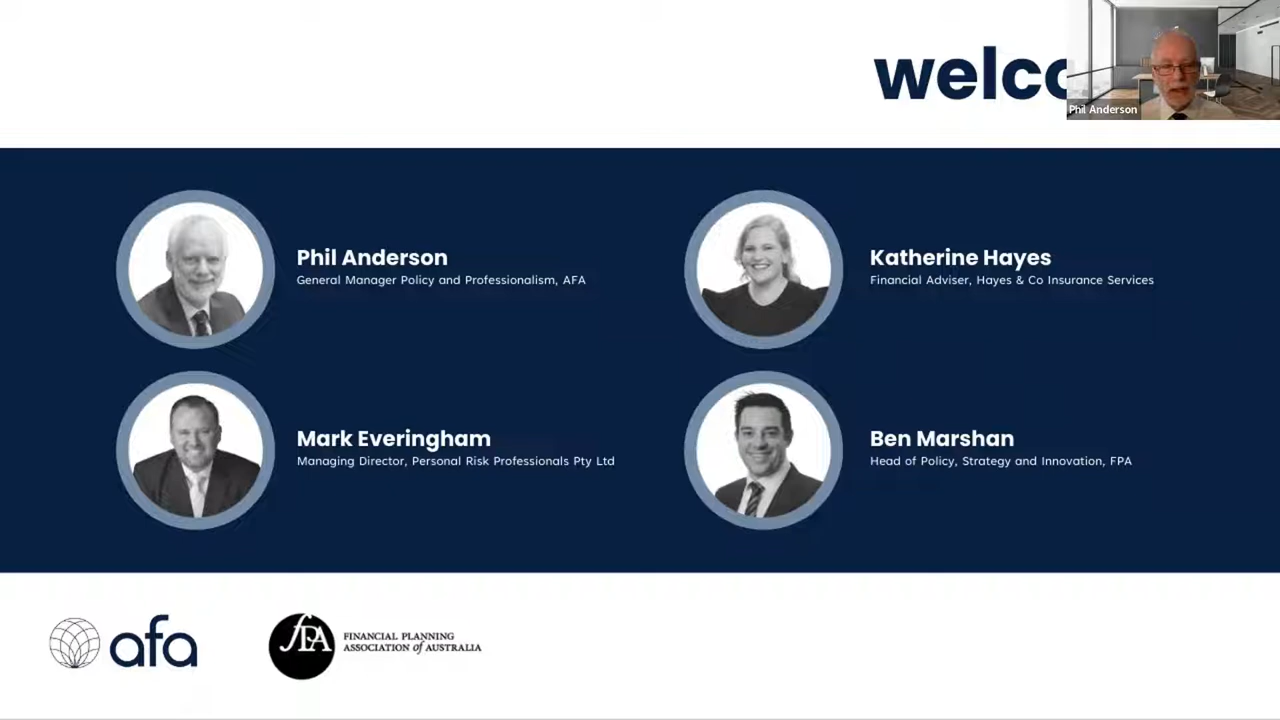 welco
Phil Anderson
Phil Anderson
General Manager Policy and Professionalism, AFA
Katherine Hayes
Financial Adviser, Hayes & Co Insurance Services
Mark Everingham
Managing Director, Personal Risk Professionals Pty Ltd
Ben Marshan
Head of Policy, Strategy and Innovation, FPA
afa
fPA
FINANCIAL PLANNING
ASSOCIATION of AUSTRALIA